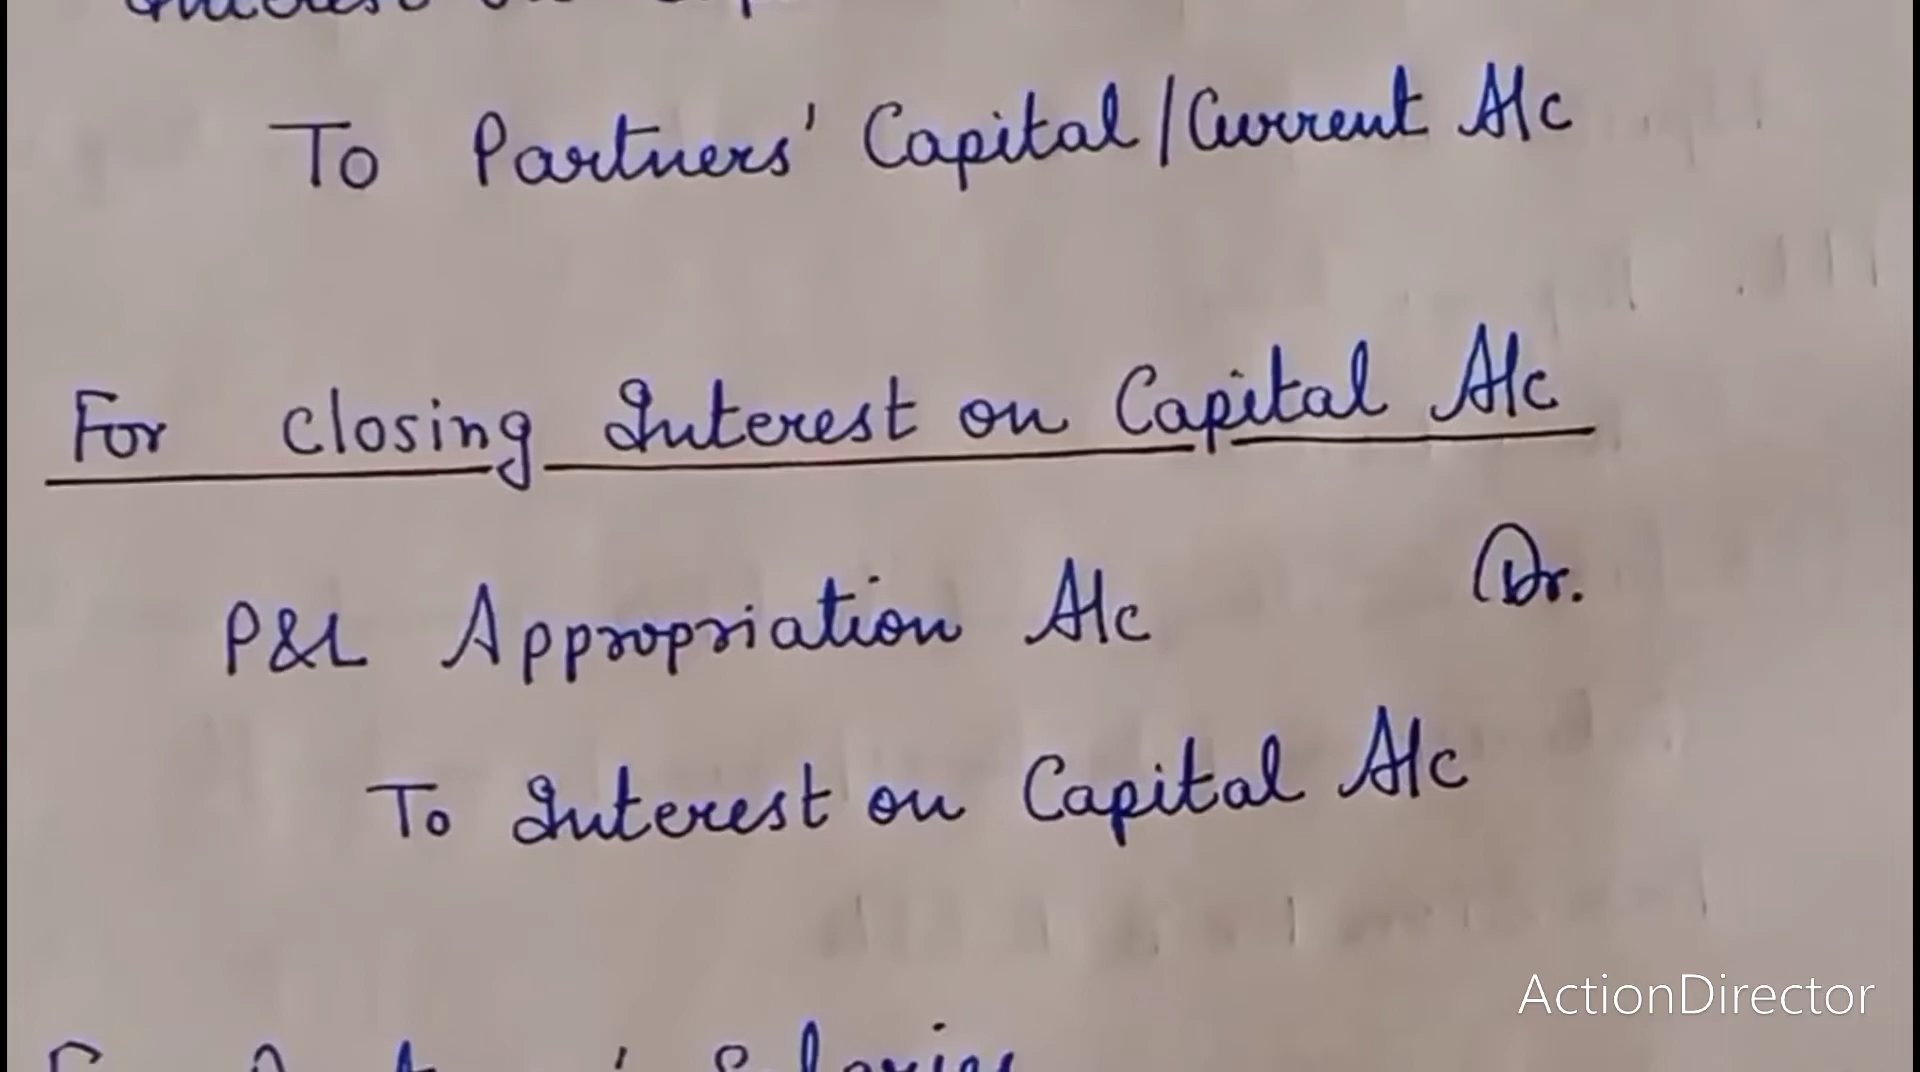 To Partners' Capital/Current A/c
For closing Interest on Capital A/c
P&L Appropriation A/c Dr.
To Interest on Capital A/c
ActionDirector